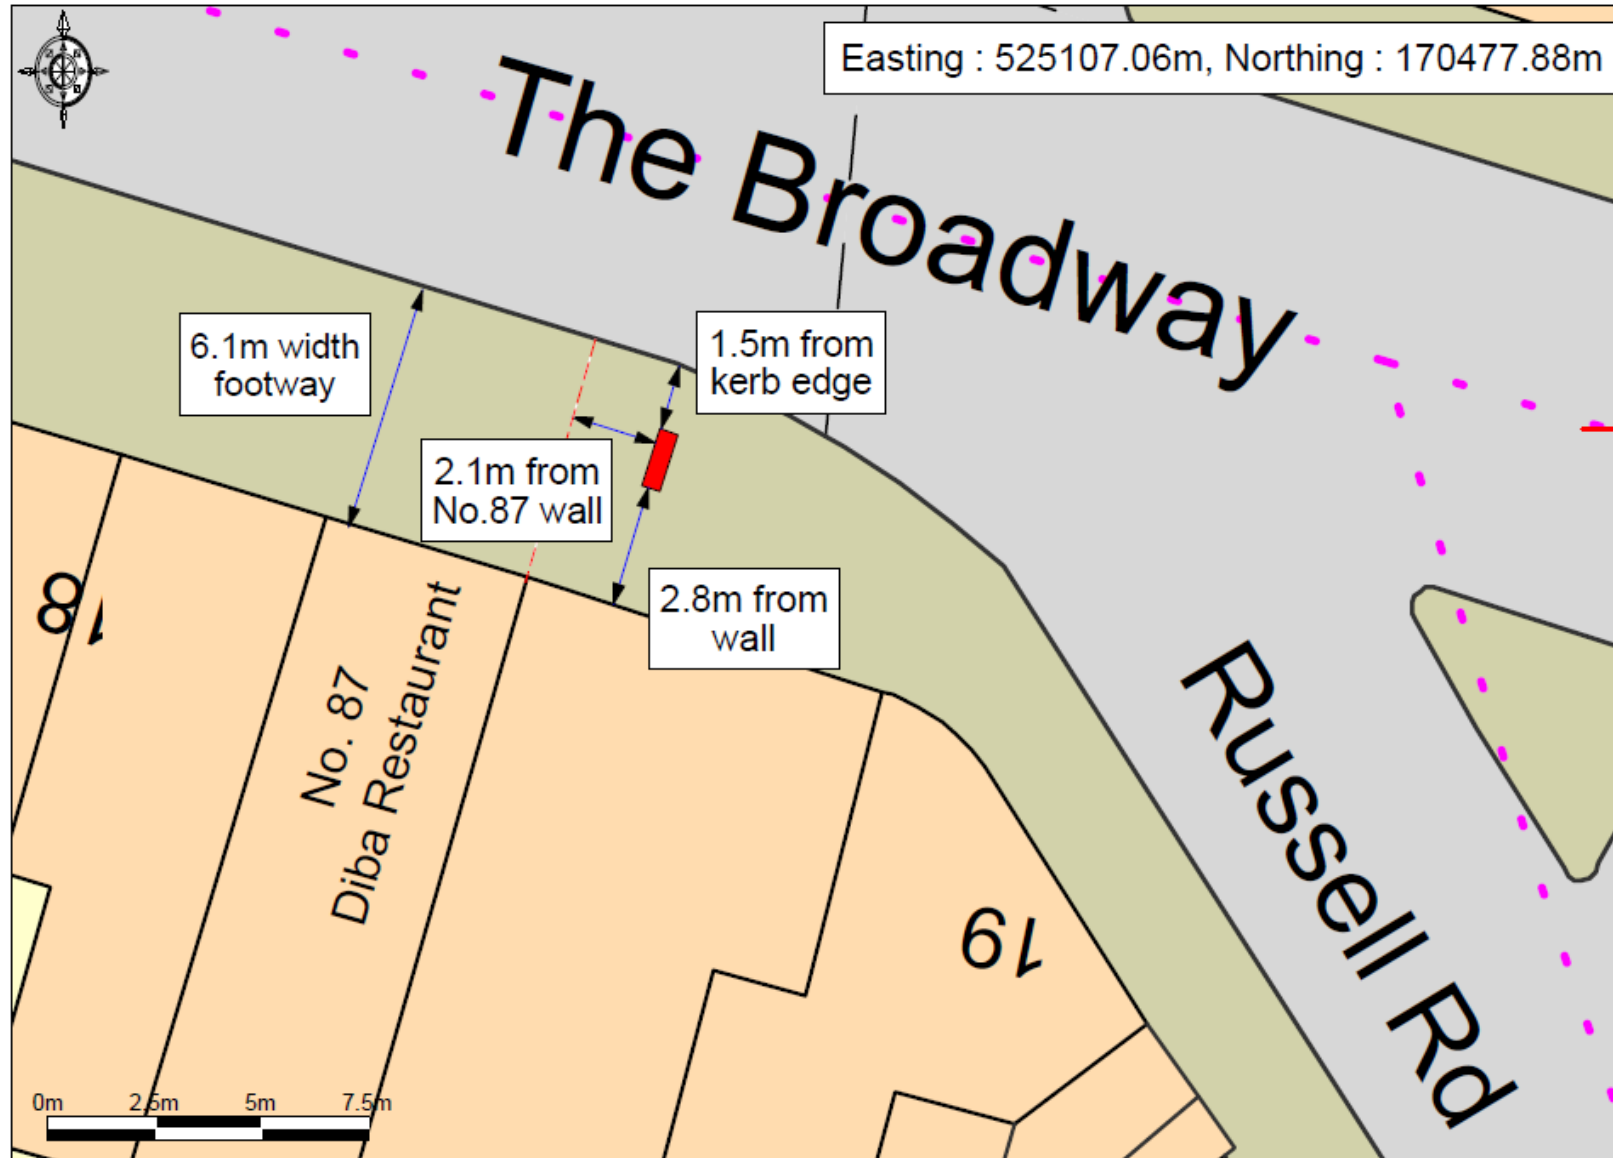 Easting : 525107.06m, Northing : 170477.88m
The Broadway
6.1m width
footway
1.5m from
kerb edge
2.1m from
No.87 wall
2.8m from
wall
18
No. 87
Diba Restaurant
Russell Rd
19
0m 2.5m 5m 7.5m